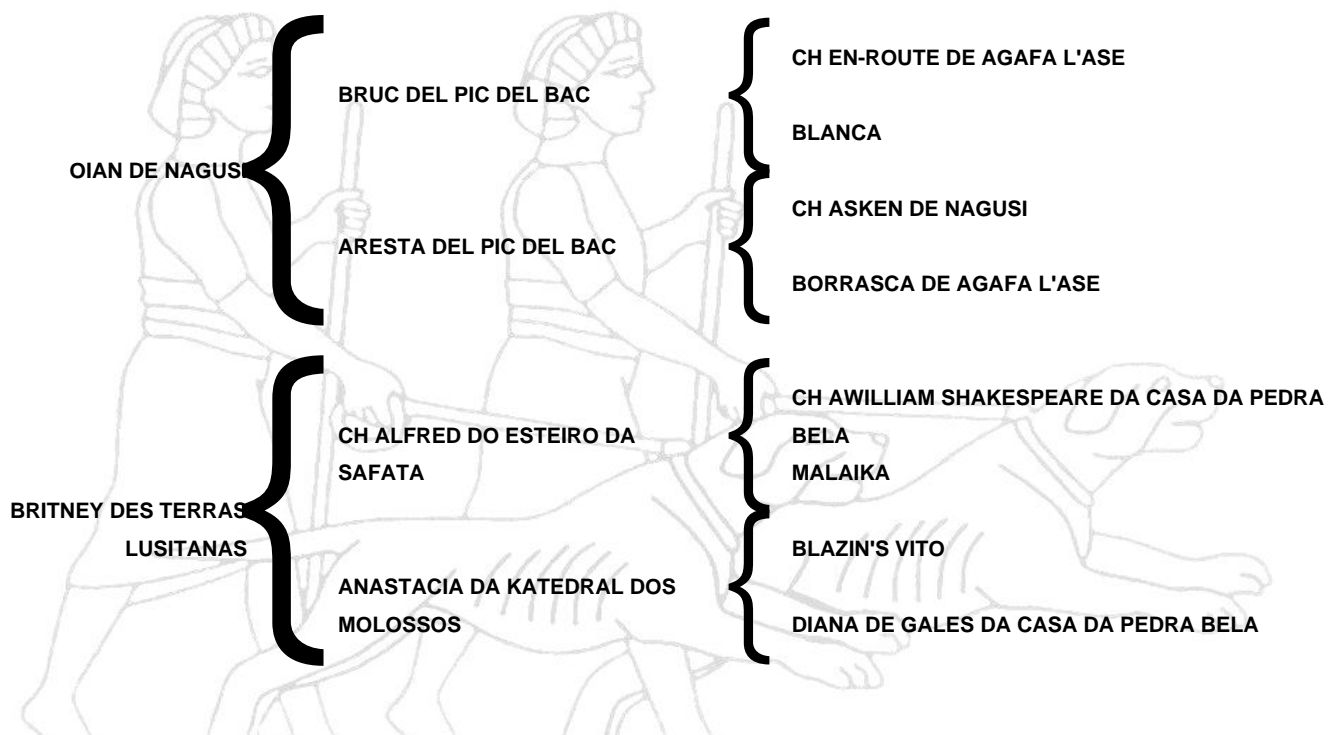 CH EN-ROUTE DE AGAFA L'ASE
BRUC DEL PIC DEL BAC
BLANCA
OIAN DE NAGUSI
CH ASKEN DE NAGUSI
ARESTA DEL PIC DEL BAC
BORRASCA DE AGAFA L'ASE
CH AWILLIAM SHAKESPEARE DA CASA DA PEDRA
BELA
CH ALFRED DO ESTEIRO DA
SAFATA
MALAIKA
BRITNEY DES TERRAS
LUSITANAS
BLAZIN'S VITO
ANASTACIA DA KATEDRAL DOS
MOLOSSOS
DIANA DE GALES DA CASA DA PEDRA BELA